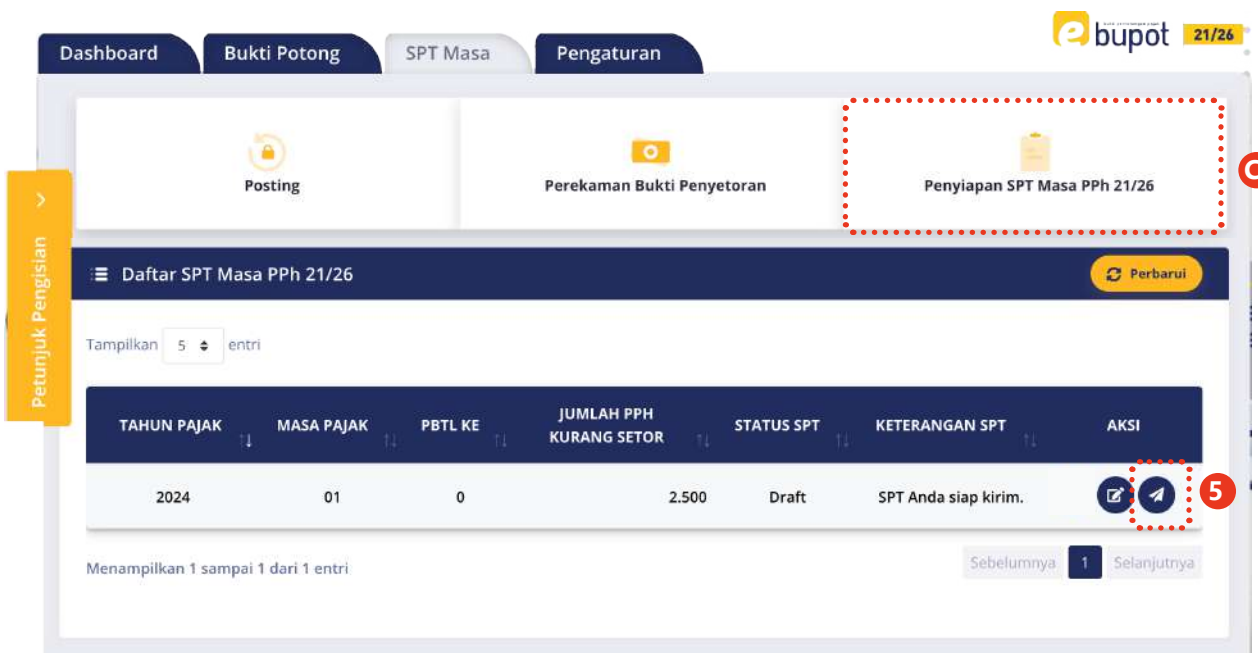 bupot 21/26
Dashboard Bukti Potong SPT Masa Pengaturan
Posting Perekaman Bukti Penyetoran Penyiapan SPT Masa PPh 21/26
Petunjuk Pengisian
Daftar SPT Masa PPh 21/26 Perbarui
Tampilkan 5 entri
TAHUN PAJAK MASA PAJAK PBTL KE JUMLAH PPH KURANG SETOR STATUS SPT KETERANGAN SPT AKSI
2024 01 0 2.500 Draft SPT Anda siap kirim. 5
Menampilkan 1 sampai 1 dari 1 entri Sebelumnya 1 Selanjutnya